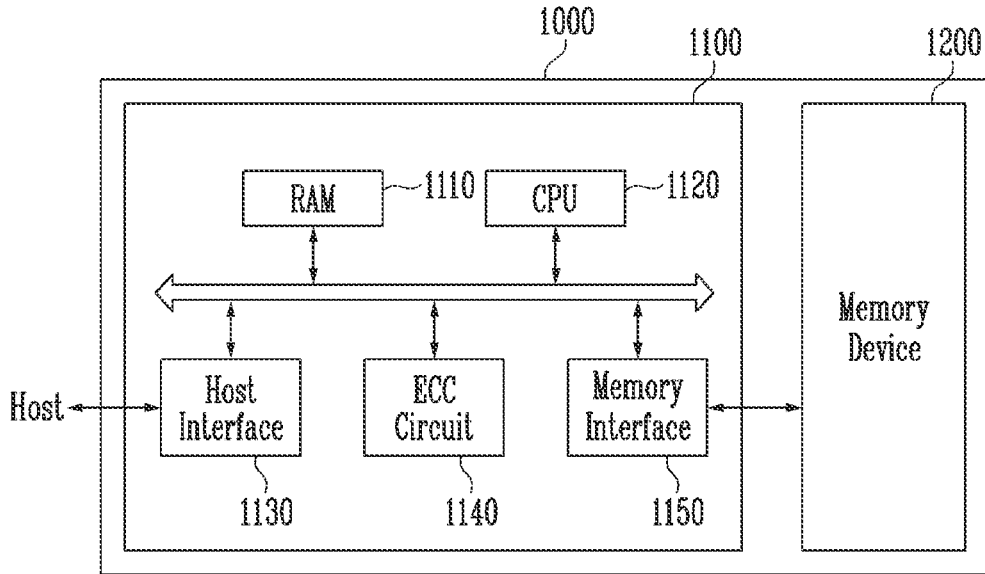 1000
1100
1200
RAM
1110
CPU
1120
Memory
Device
Host
Host
Interface
ECC
Circuit
Memory
Interface
1130
1140
1150